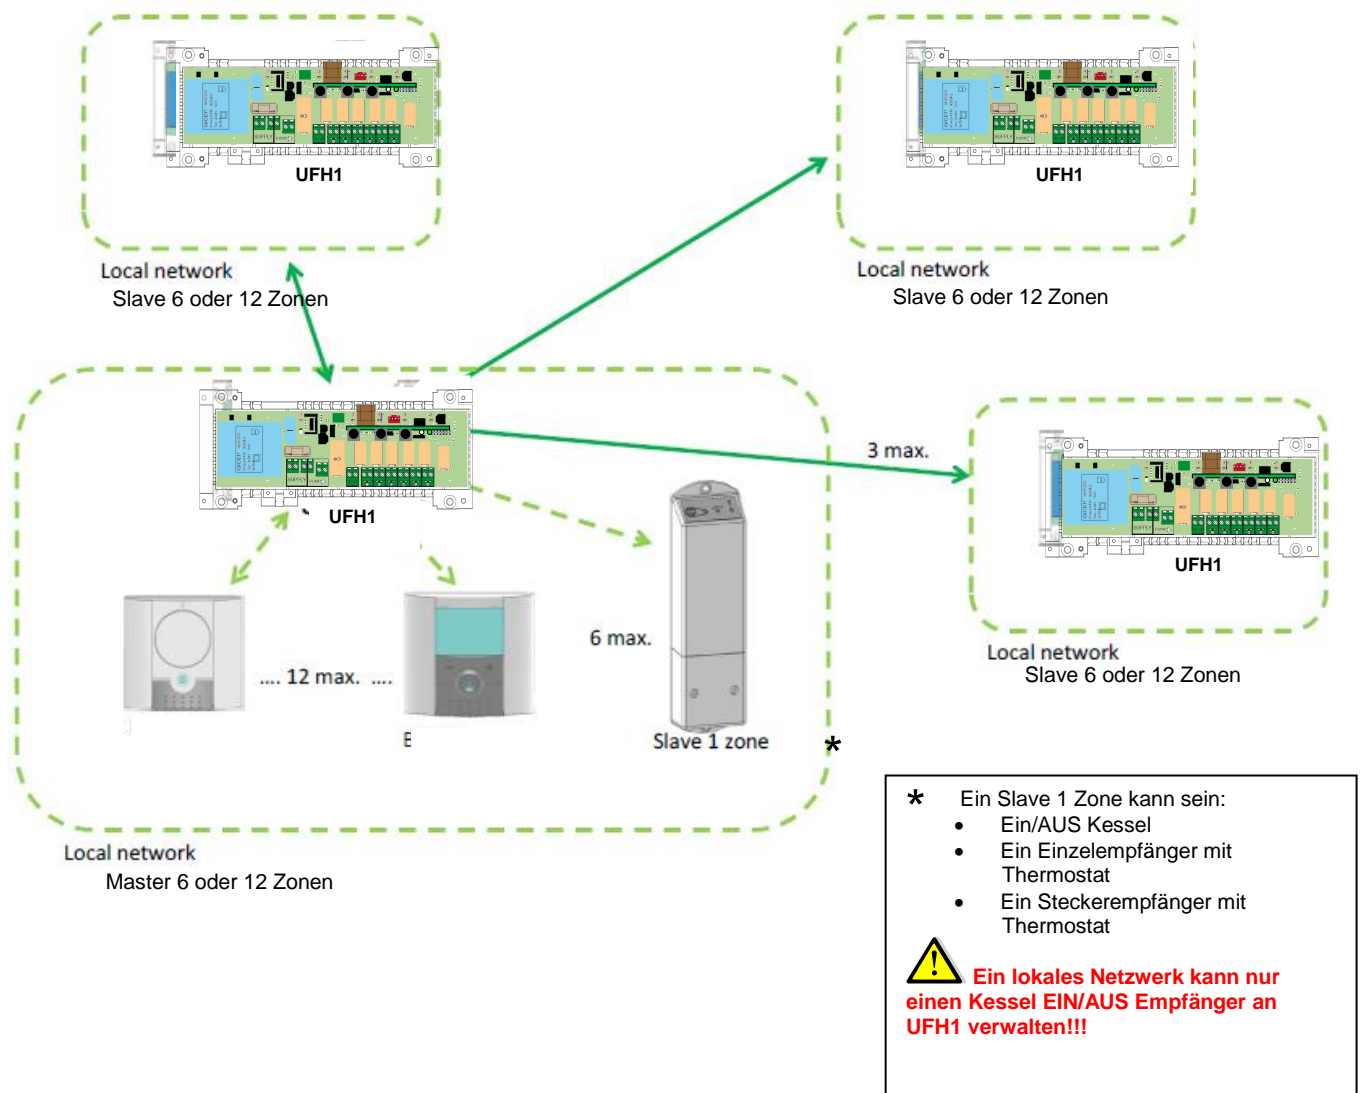 UFH1
UFH1
Local network
Slave 6 oder 12 Zonen
Local network
Slave 6 oder 12 Zonen
SUPPLY
UFH1
3 max.
UFH1
6 max.
.... 12 max. ....
Slave 1 zone
*
Local network
Slave 6 oder 12 Zonen
Local network
Master 6 oder 12 Zonen
* Ein Slave 1 Zone kann sein:
• Ein/AUS Kessel
• Ein Einzelempfänger mit
Thermostat
• Ein Steckerempfänger mit
Thermostat
Ein lokales Netzwerk kann nur
einen Kessel EIN/AUS Empfänger an
UFH1 verwalten!!!